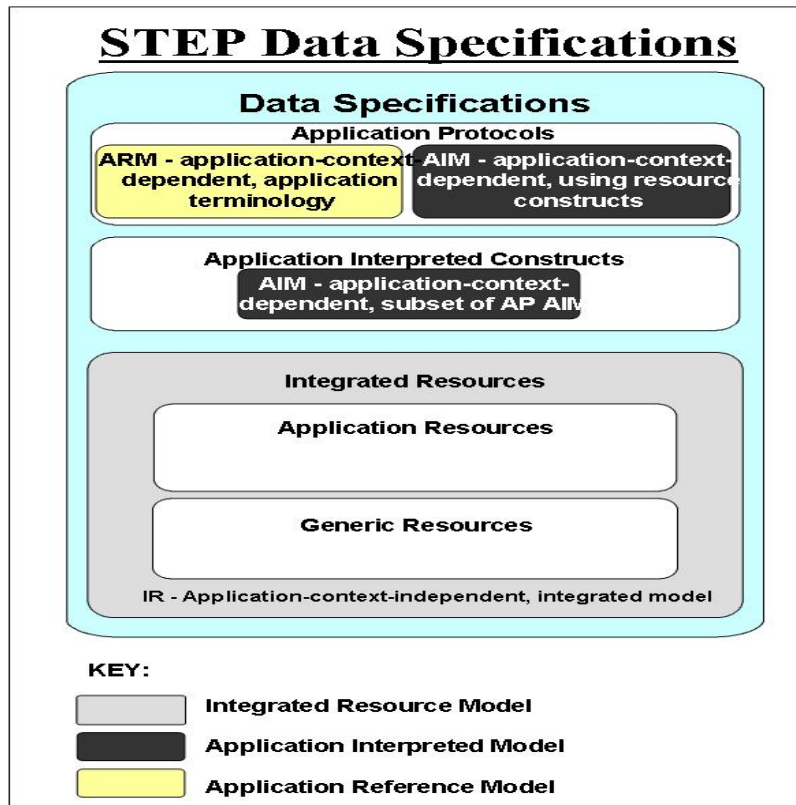 STEP Data Specifications
Data Specifications
Application Protocols
ARM - application-context-
dependent, application
terminology
AIM - application-context-
dependent, using resource
constructs
Application Interpreted Constructs
AIM - application-context-
dependent, subset of AP AIM
Integrated Resources
Application Resources
Generic Resources
IR - Application-context-independent, integrated model
KEY:
Integrated Resource Model
Application Interpreted Model
Application Reference Model